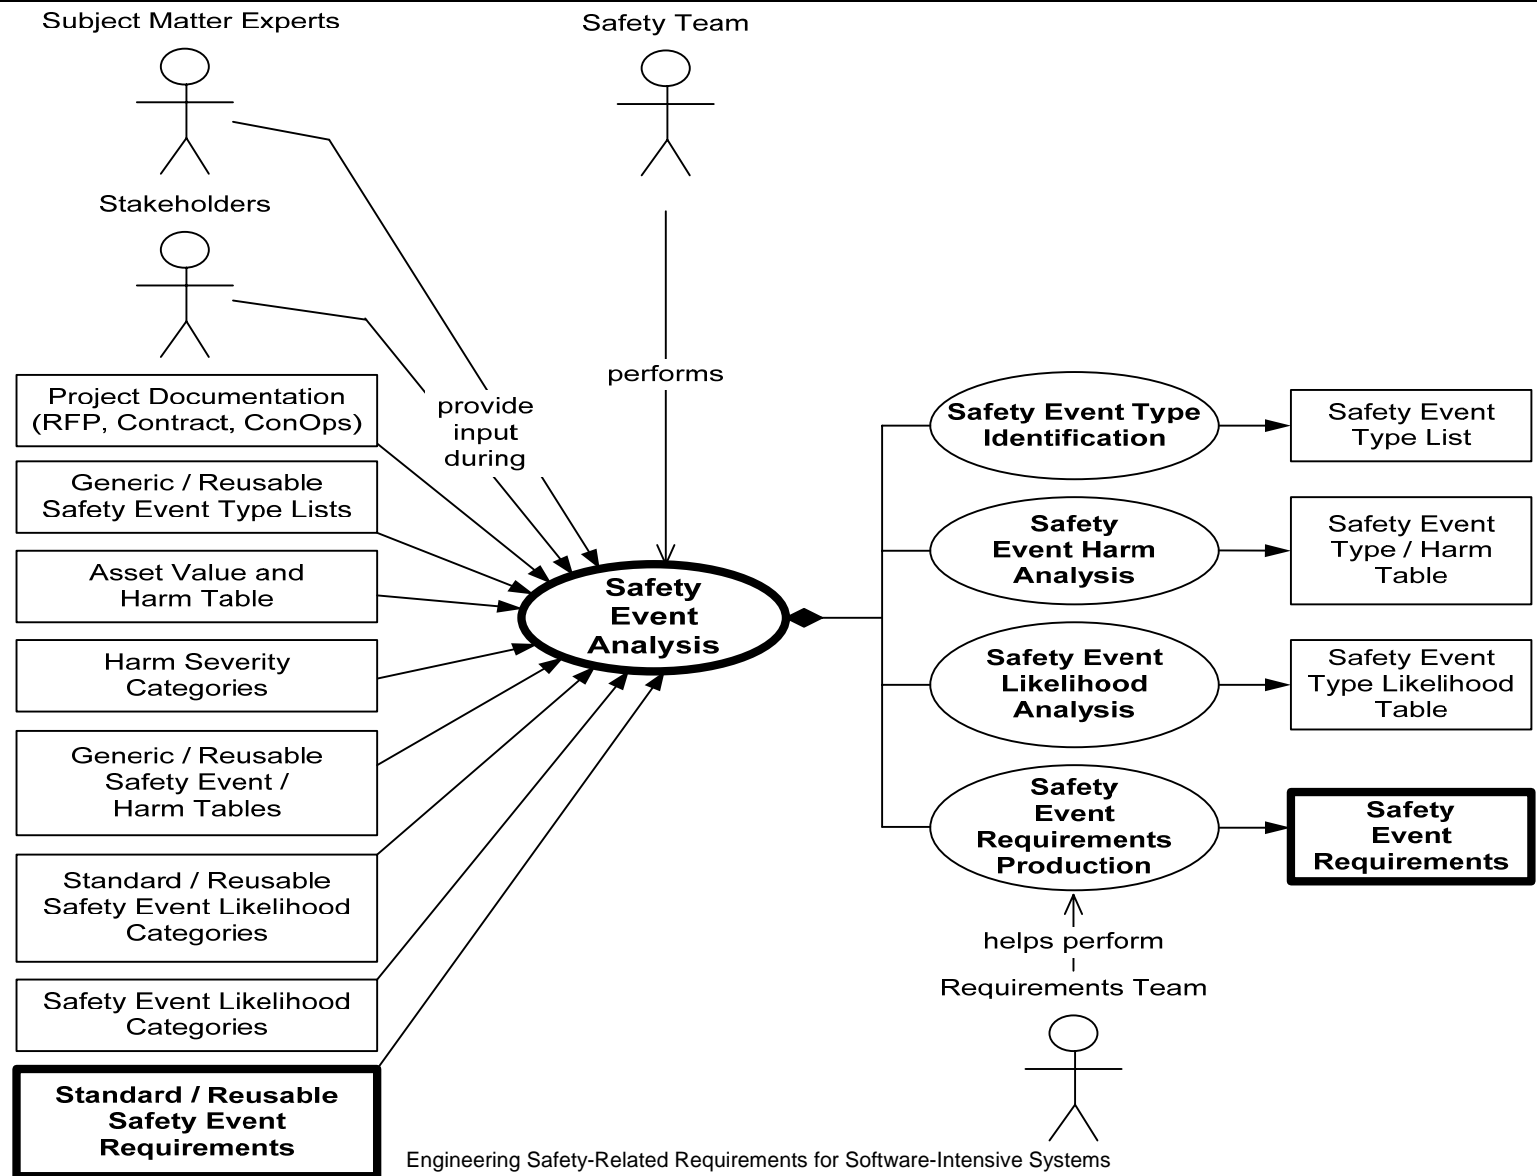 Subject Matter Experts
Safety Team
Stakeholders
performs
provide
input
during
Project Documentation
(RFP, Contract, ConOps)
Generic / Reusable
Safety Event Type Lists
Asset Value and
Harm Table
Harm Severity
Categories
Generic / Reusable
Safety Event /
Harm Tables
Standard / Reusable
Safety Event Likelihood
Categories
Safety Event Likelihood
Categories
Standard / Reusable
Safety Event
Requirements
Safety
Event
Analysis
Safety Event Type
Identification
Safety Event
Type List
Safety
Event Harm
Analysis
Safety Event
Type / Harm
Table
Safety Event
Likelihood
Analysis
Safety Event
Type Likelihood
Table
Safety
Event
Requirements
Production
Safety
Event
Requirements
helps perform
Requirements Team
Engineering Safety-Related Requirements for Software-Intensive Systems